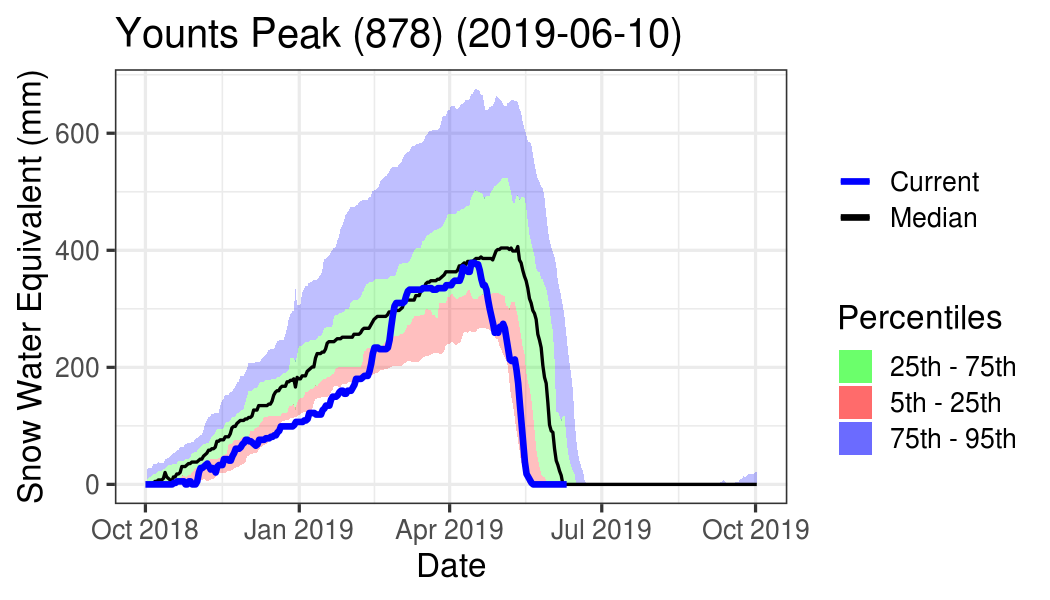 Younts Peak (878) (2019-06-10)
Snow Water Equivalent (mm)
600
400
200
0
Oct 2018
Jan 2019
Apr 2019
Jul 2019
Oct 2019
Date
Current
Median
Percentiles
25th - 75th
5th - 25th
75th - 95th